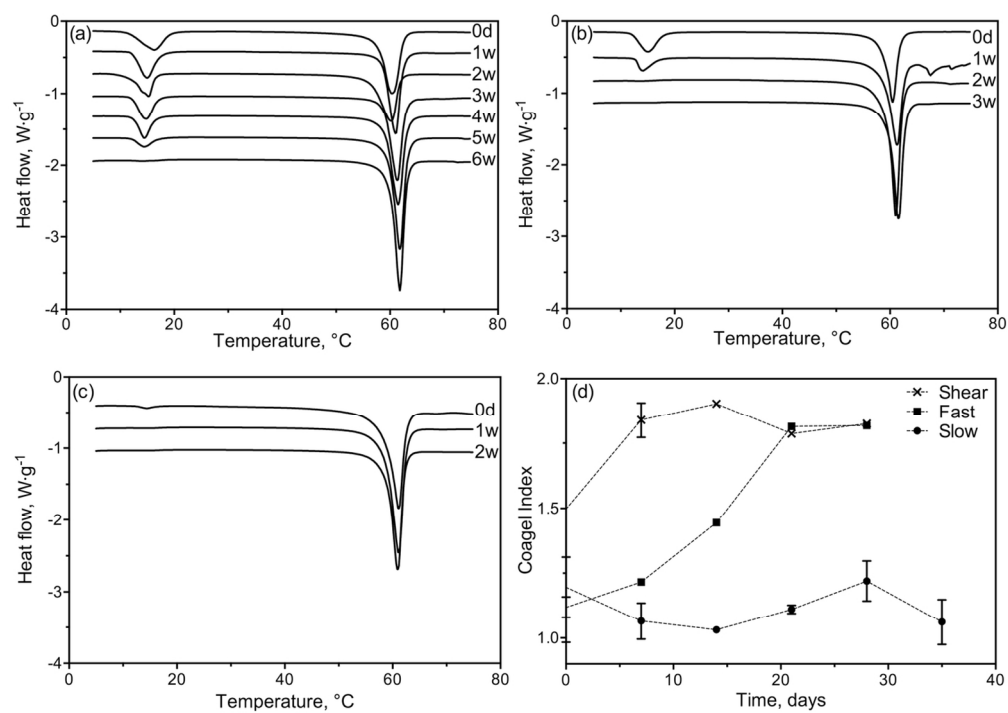 (a)
0d
1w
2w
3w
4w
5w
6w
0
-1
-2
-3
-4
0
20
40
60
80
Heat flow, W·g⁻¹
Temperature, °C
(b)
0d
1w
2w
3w
0
-1
-2
-3
-4
0
20
40
60
80
Heat flow, W·g⁻¹
Temperature, °C
(c)
0d
1w
2w
0
-1
-2
-3
-4
0
20
40
60
80
Heat flow, W·g⁻¹
Temperature, °C
(d)
Shear
Fast
Slow
2.0
1.5
1.0
0
10
20
30
40
Coagel Index
Time, days